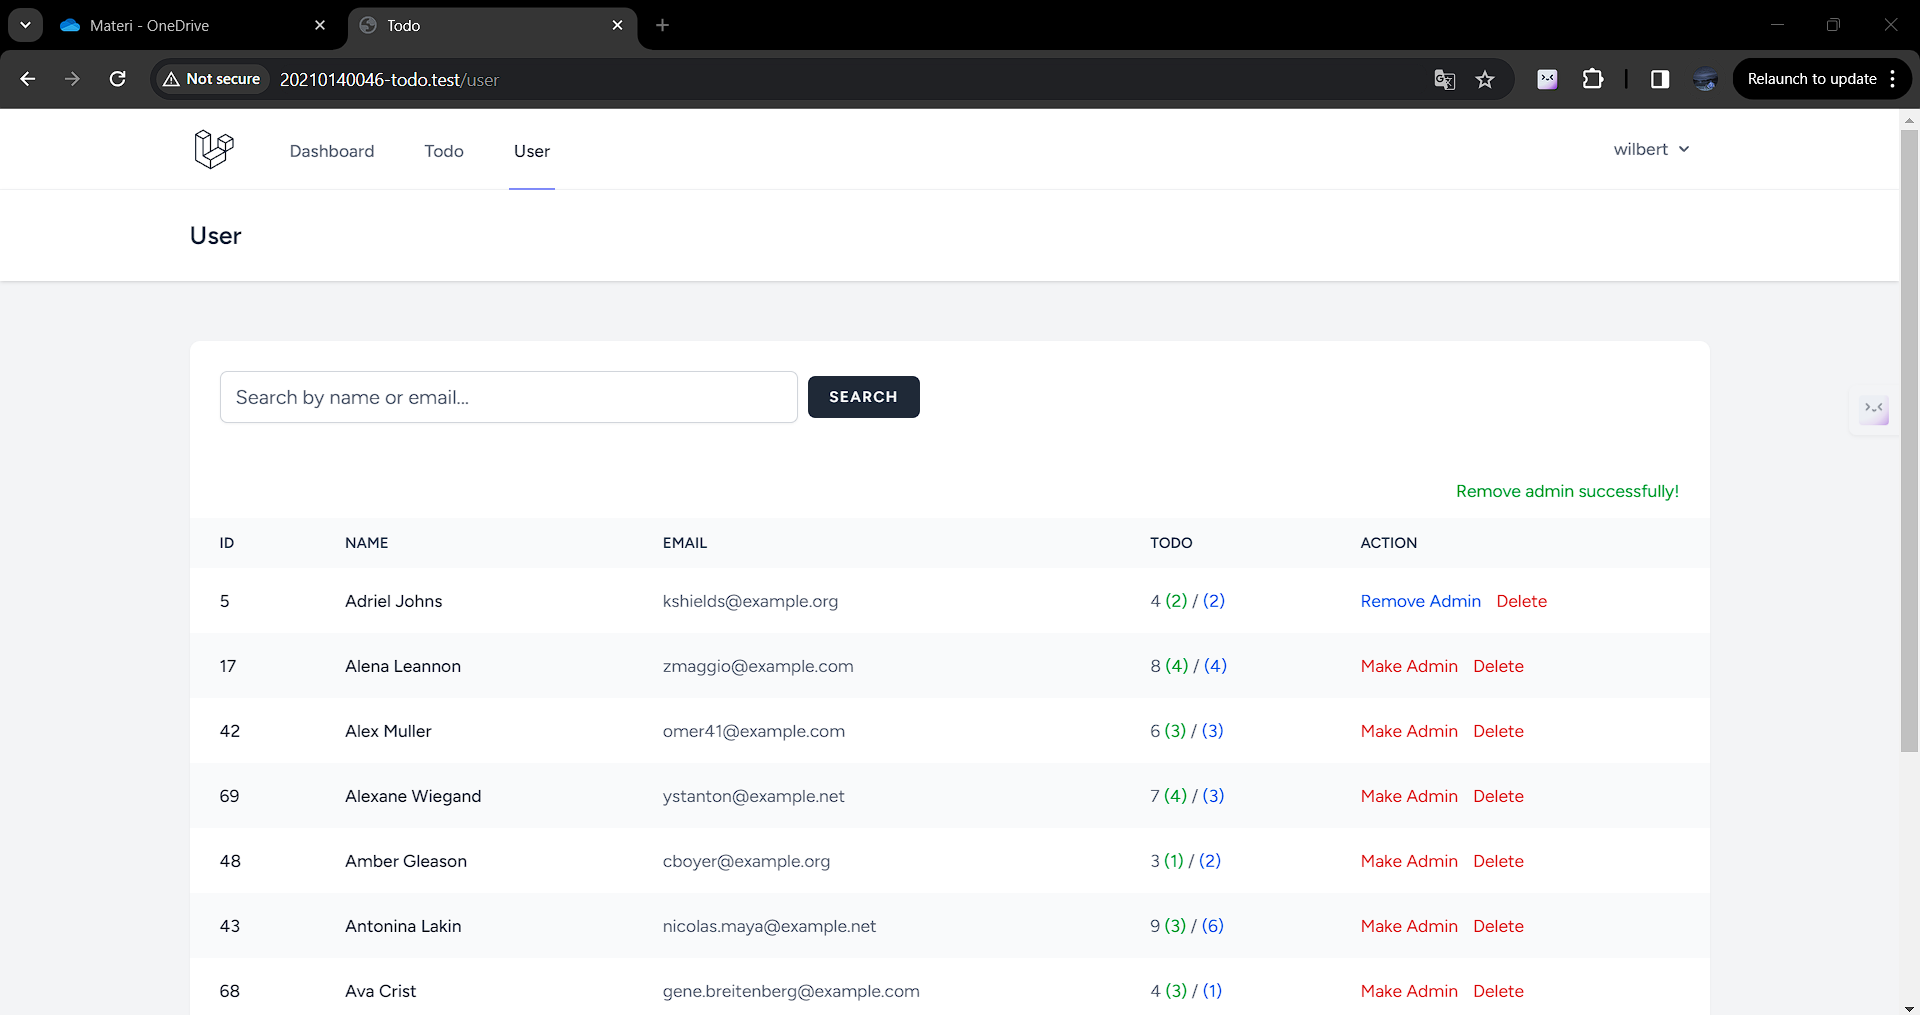 Materi - OneDrive
Todo
Not secure
20210140046-todo.test/user
Relaunch to update
Dashboard Todo User
wilbert
User
Search by name or email...
SEARCH
Remove admin successfully!
ID NAME EMAIL TODO ACTION
5 Adriel Johns kshields@example.org 4 (2) / (2) Remove Admin Delete
17 Alena Leannon zmaggio@example.com 8 (4) / (4) Make Admin Delete
42 Alex Muller omer41@example.com 6 (3) / (3) Make Admin Delete
69 Alexane Wiegand ystanton@example.net 7 (4) / (3) Make Admin Delete
48 Amber Gleason cboyer@example.org 3 (1) / (2) Make Admin Delete
43 Antonina Lakin nicolas.maya@example.net 9 (3) / (6) Make Admin Delete
68 Ava Crist gene.breitenberg@example.com 4 (3) / (1) Make Admin Delete